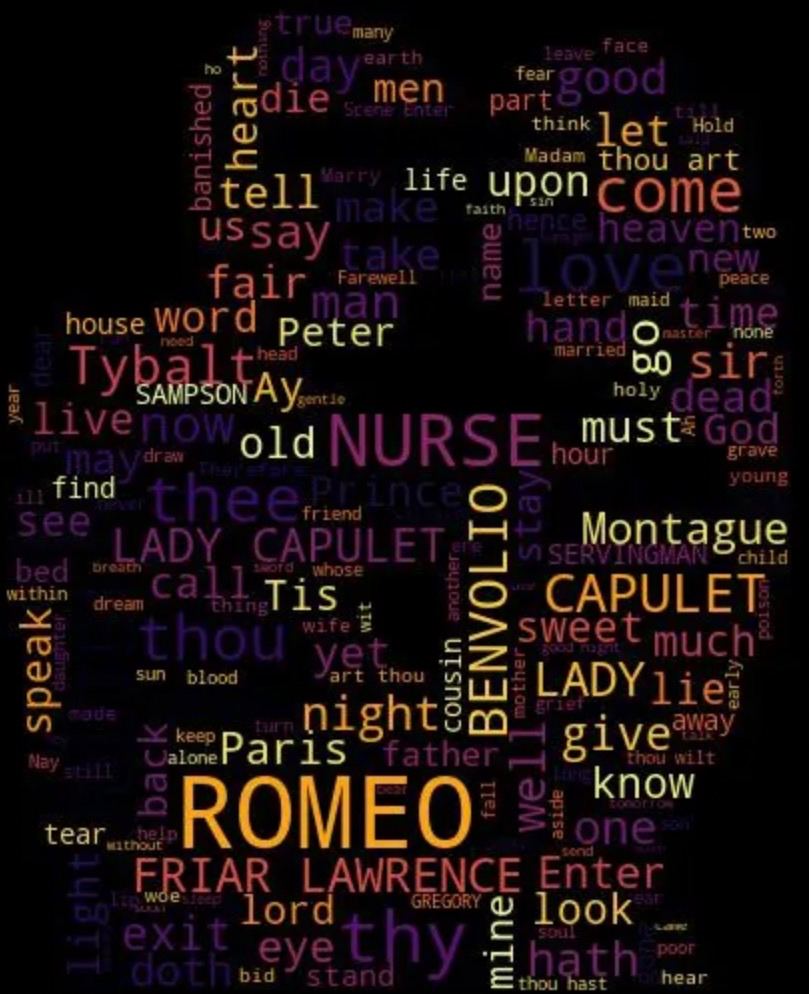 true many
nothing
day earth
leave face
ho
heart
die men
fear good
Scene Enter
part
banished
think let Hold
till
Madam thou art
tell Marry
life upon come
make
faith sin
us say
hence heaven two
name
take
love new
fair Farewell
peace
man
letter maid time
house word
Peter
hand go master none
need
married
Tybalt head
sir
dear
SAMPSON Ay gentle
holy dead forth
year
live now
old NURSE
must Ah God
put may draw
hour
grave
Therefore
young
ill find
never
thee Prince
stay
see
friend
Montague
LADY CAPULET ere
BENVOLIO
SERVINGMAN child
bed breath sword whose
within
call
another
CAPULET
dream thing Tis
wit
poison
speak daughter
thou
wife
sweet much
yet
cousin
good night
sun blood
art thou
mother
LADY lie early
made
night
grief
turn
give away
talk
keep
Nay
still
back
alone Paris father
well
thou wilt
long
know
ROMEO
bear
fall
aside
tomorrow
tear without help
one son
send
FRIAR LAWRENCE Enter
light
lip woe sleep
lord GREGORY
mine
look ear
exit
eye thy
soul
hath
poor
doth bid stand
thou hast
hear